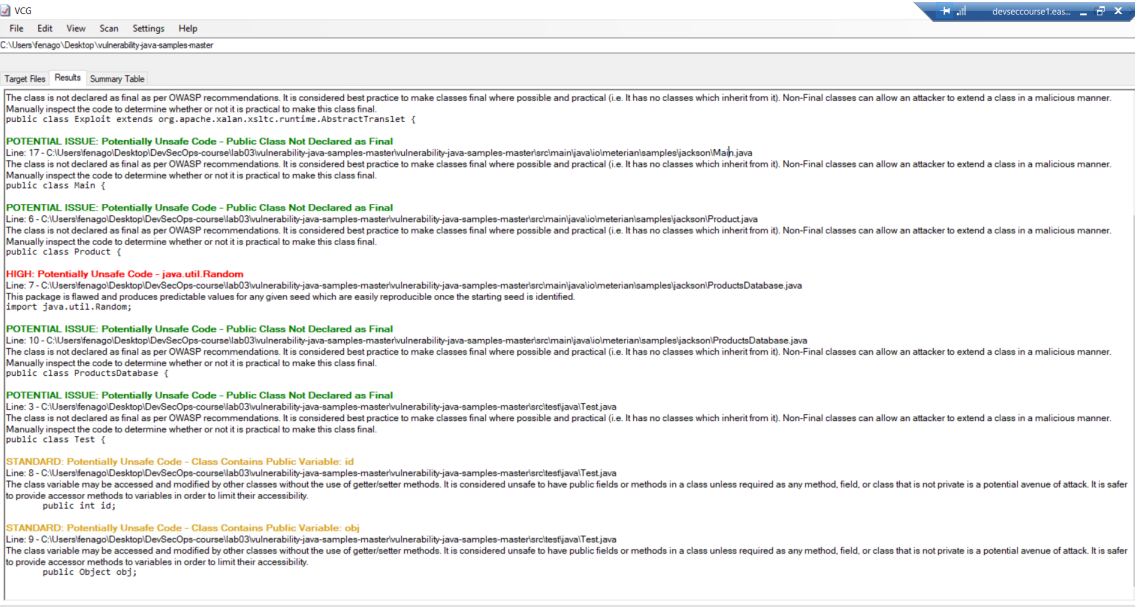 VCG
devseccourse1.eas...
File Edit View Scan Settings Help
C:\Users\fenago\Desktop\vulnerability-java-samples-master
Target Files Results Summary Table
The class is not declared as final as per OWASP recommendations. It is considered best practice to make classes final where possible and practical (i.e. It has no classes which inherit from it). Non-Final classes can allow an attacker to extend a class in a malicious manner.
Manually inspect the code to determine whether or not it is practical to make this class final.
public class Exploit extends org.apache.xalan.xsltc.runtime.AbstractTranslet {
POTENTIAL ISSUE: Potentially Unsafe Code - Public Class Not Declared as Final
Line: 17 - C:\Users\fenago\Desktop\DevSecOps-course\lab03\vulnerability-java-samples-master\vulnerability-java-samples-master\src\main\java\io\meterian\samples\jackson\Main.java
The class is not declared as final as per OWASP recommendations. It is considered best practice to make classes final where possible and practical (i.e. It has no classes which inherit from it). Non-Final classes can allow an attacker to extend a class in a malicious manner.
Manually inspect the code to determine whether or not it is practical to make this class final.
public class Main {
POTENTIAL ISSUE: Potentially Unsafe Code - Public Class Not Declared as Final
Line: 6 - C:\Users\fenago\Desktop\DevSecOps-course\lab03\vulnerability-java-samples-master\vulnerability-java-samples-master\src\main\java\io\meterian\samples\jackson\Product.java
The class is not declared as final as per OWASP recommendations. It is considered best practice to make classes final where possible and practical (i.e. It has no classes which inherit from it). Non-Final classes can allow an attacker to extend a class in a malicious manner.
Manually inspect the code to determine whether or not it is practical to make this class final.
public class Product {
HIGH: Potentially Unsafe Code - java.util.Random
Line: 7 - C:\Users\fenago\Desktop\DevSecOps-course\lab03\vulnerability-java-samples-master\vulnerability-java-samples-master\src\main\java\io\meterian\samples\jackson\ProductsDatabase.java
This package is flawed and produces predictable values for any given seed which are easily reproducible once the starting seed is identified.
import java.util.Random;
POTENTIAL ISSUE: Potentially Unsafe Code - Public Class Not Declared as Final
Line: 10 - C:\Users\fenago\Desktop\DevSecOps-course\lab03\vulnerability-java-samples-master\vulnerability-java-samples-master\src\main\java\io\meterian\samples\jackson\ProductsDatabase.java
The class is not declared as final as per OWASP recommendations. It is considered best practice to make classes final where possible and practical (i.e. It has no classes which inherit from it). Non-Final classes can allow an attacker to extend a class in a malicious manner.
Manually inspect the code to determine whether or not it is practical to make this class final.
public class ProductsDatabase {
POTENTIAL ISSUE: Potentially Unsafe Code - Public Class Not Declared as Final
Line: 3 - C:\Users\fenago\Desktop\DevSecOps-course\lab03\vulnerability-java-samples-master\vulnerability-java-samples-master\src\test\java\Test.java
The class is not declared as final as per OWASP recommendations. It is considered best practice to make classes final where possible and practical (i.e. It has no classes which inherit from it). Non-Final classes can allow an attacker to extend a class in a malicious manner.
Manually inspect the code to determine whether or not it is practical to make this class final.
public class Test {
STANDARD: Potentially Unsafe Code - Class Contains Public Variable: id
Line: 8 - C:\Users\fenago\Desktop\DevSecOps-course\lab03\vulnerability-java-samples-master\vulnerability-java-samples-master\src\test\java\Test.java
The class variable may be accessed and modified by other classes without the use of getter/setter methods. It is considered unsafe to have public fields or methods in a class unless required as any method, field, or class that is not private is a potential avenue of attack. It is safer
to provide accessor methods to variables in order to limit their accessibility.
public int id;
STANDARD: Potentially Unsafe Code - Class Contains Public Variable: obj
Line: 9 - C:\Users\fenago\Desktop\DevSecOps-course\lab03\vulnerability-java-samples-master\vulnerability-java-samples-master\src\test\java\Test.java
The class variable may be accessed and modified by other classes without the use of getter/setter methods. It is considered unsafe to have public fields or methods in a class unless required as any method, field, or class that is not private is a potential avenue of attack. It is safer
to provide accessor methods to variables in order to limit their accessibility.
public Object obj;